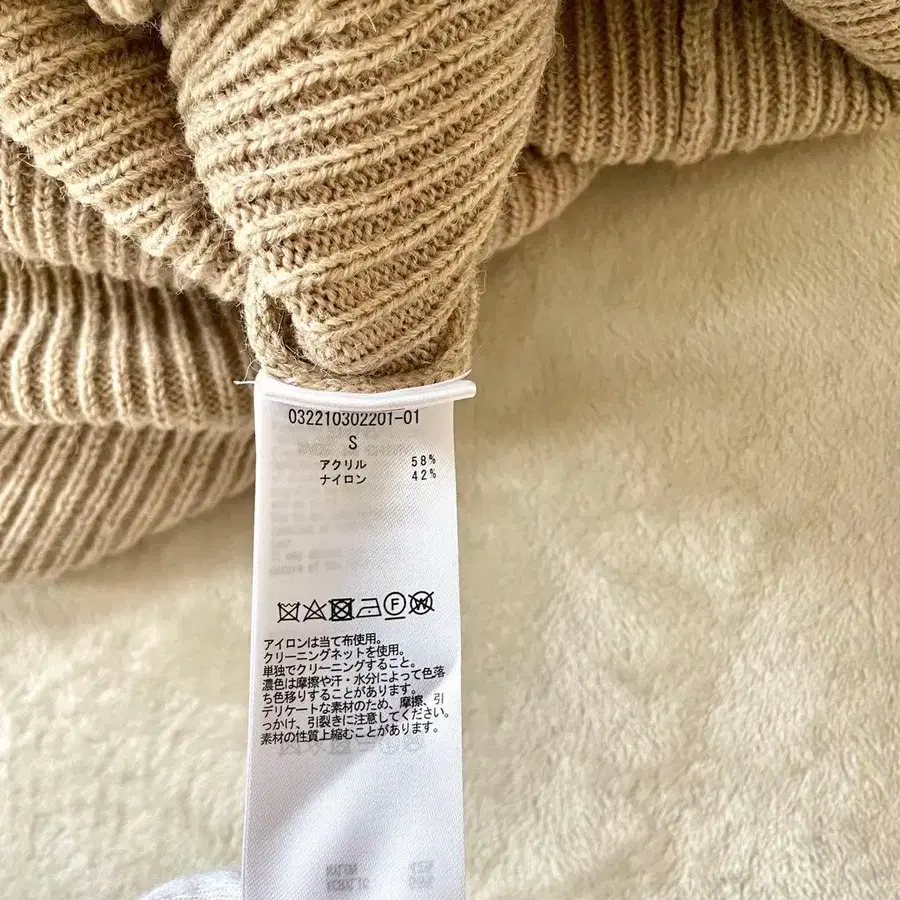 032210302201-01
S
アクリル 58%
ナイロン 42%
F W
アイロンは当て布使用。
クリーニングネットを使用。
単独でクリーニングすること。
濃色は摩擦や汗・水分によって色落
ち色移りすることがあります。
デリケートな素材のため、摩擦、引
っかけ、引裂きに注意してください。
素材の性質上縮むことがあります。